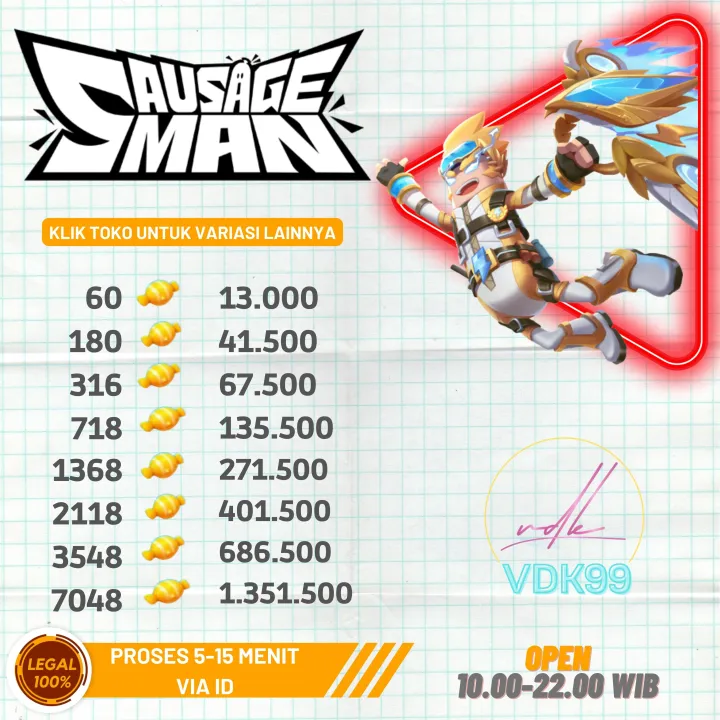 SAUSAGE
MAN
KLIK TOKO UNTUK VARIASI LAINNYA
60 13.000
180 41.500
316 67.500
718 135.500
1368 271.500
2118 401.500
3548 686.500
7048 1.351.500
vdk
VDK99
LEGAL
100%
PROSES 5-15 MENIT
VIA ID
OPEN
10.00-22.00 WIB